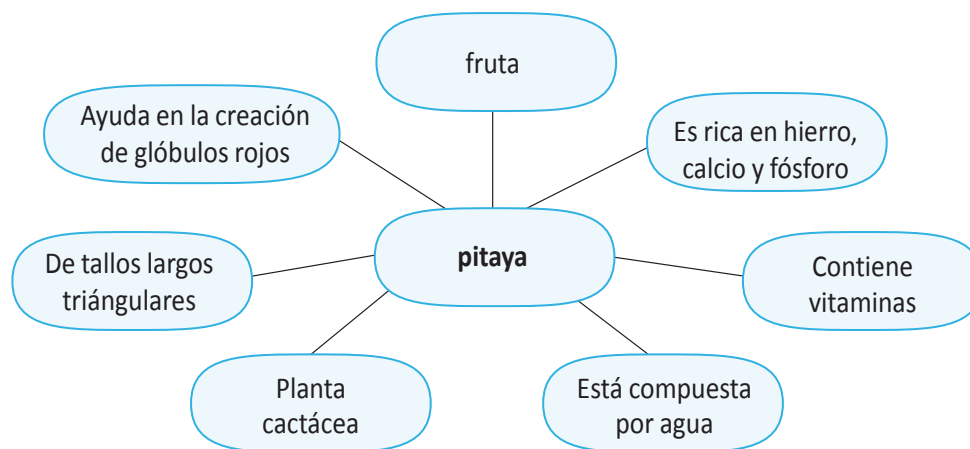 fruta
Ayuda en la creación
de glóbulos rojos
Es rica en hierro,
calcio y fósforo
De tallos largos
triángulares
pitaya
Contiene
vitaminas
Planta
cactácea
Está compuesta
por agua